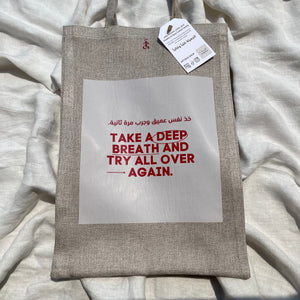 خذ نفس عميق وجرب مرة ثانية.
TAKE A DEEP
BREATH AND
TRY ALL OVER
AGAIN.